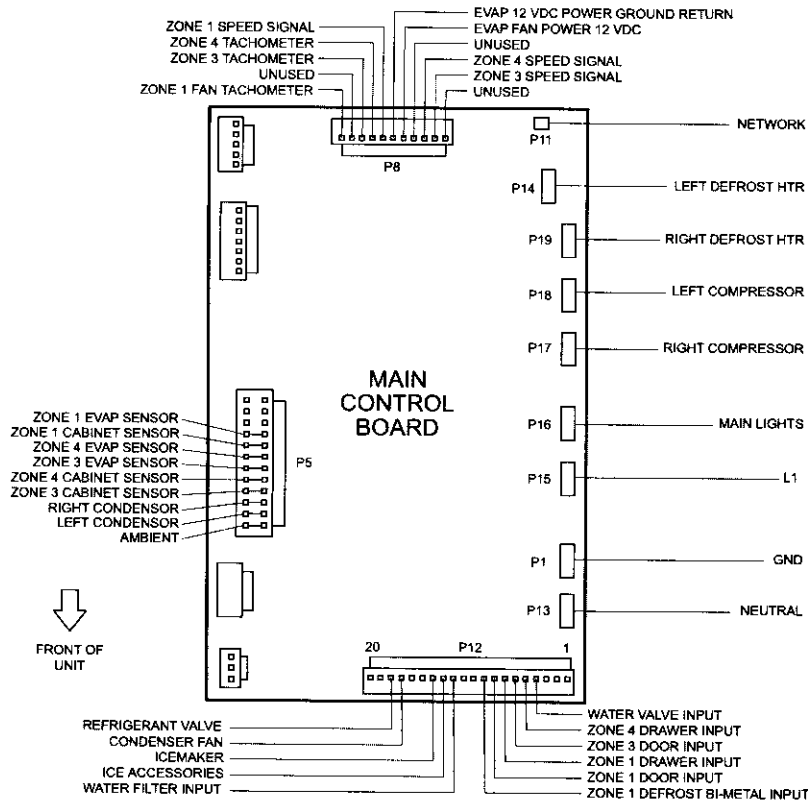 EVAP 12 VDC POWER GROUND RETURN
ZONE 1 SPEED SIGNAL
EVAP FAN POWER 12 VDC
ZONE 4 TACHOMETER
UNUSED
ZONE 3 TACHOMETER
ZONE 4 SPEED SIGNAL
UNUSED
ZONE 3 SPEED SIGNAL
ZONE 1 FAN TACHOMETER
UNUSED
P8
P11
NETWORK
P14
LEFT DEFROST HTR
P19
RIGHT DEFROST HTR
P18
LEFT COMPRESSOR
P17
RIGHT COMPRESSOR
MAIN
CONTROL
BOARD
P16
MAIN LIGHTS
P15
L1
ZONE 1 EVAP SENSOR
ZONE 1 CABINET SENSOR
ZONE 4 EVAP SENSOR
ZONE 3 EVAP SENSOR
ZONE 4 CABINET SENSOR
ZONE 3 CABINET SENSOR
RIGHT CONDENSOR
LEFT CONDENSOR
AMBIENT
P5
P1
GND
P13
NEUTRAL
FRONT OF
UNIT
20
P12
1
REFRIGERANT VALVE
CONDENSER FAN
ICEMAKER
ICE ACCESSORIES
WATER FILTER INPUT
WATER VALVE INPUT
ZONE 4 DRAWER INPUT
ZONE 3 DOOR INPUT
ZONE 1 DRAWER INPUT
ZONE 1 DOOR INPUT
ZONE 1 DEFROST BI-METAL INPUT